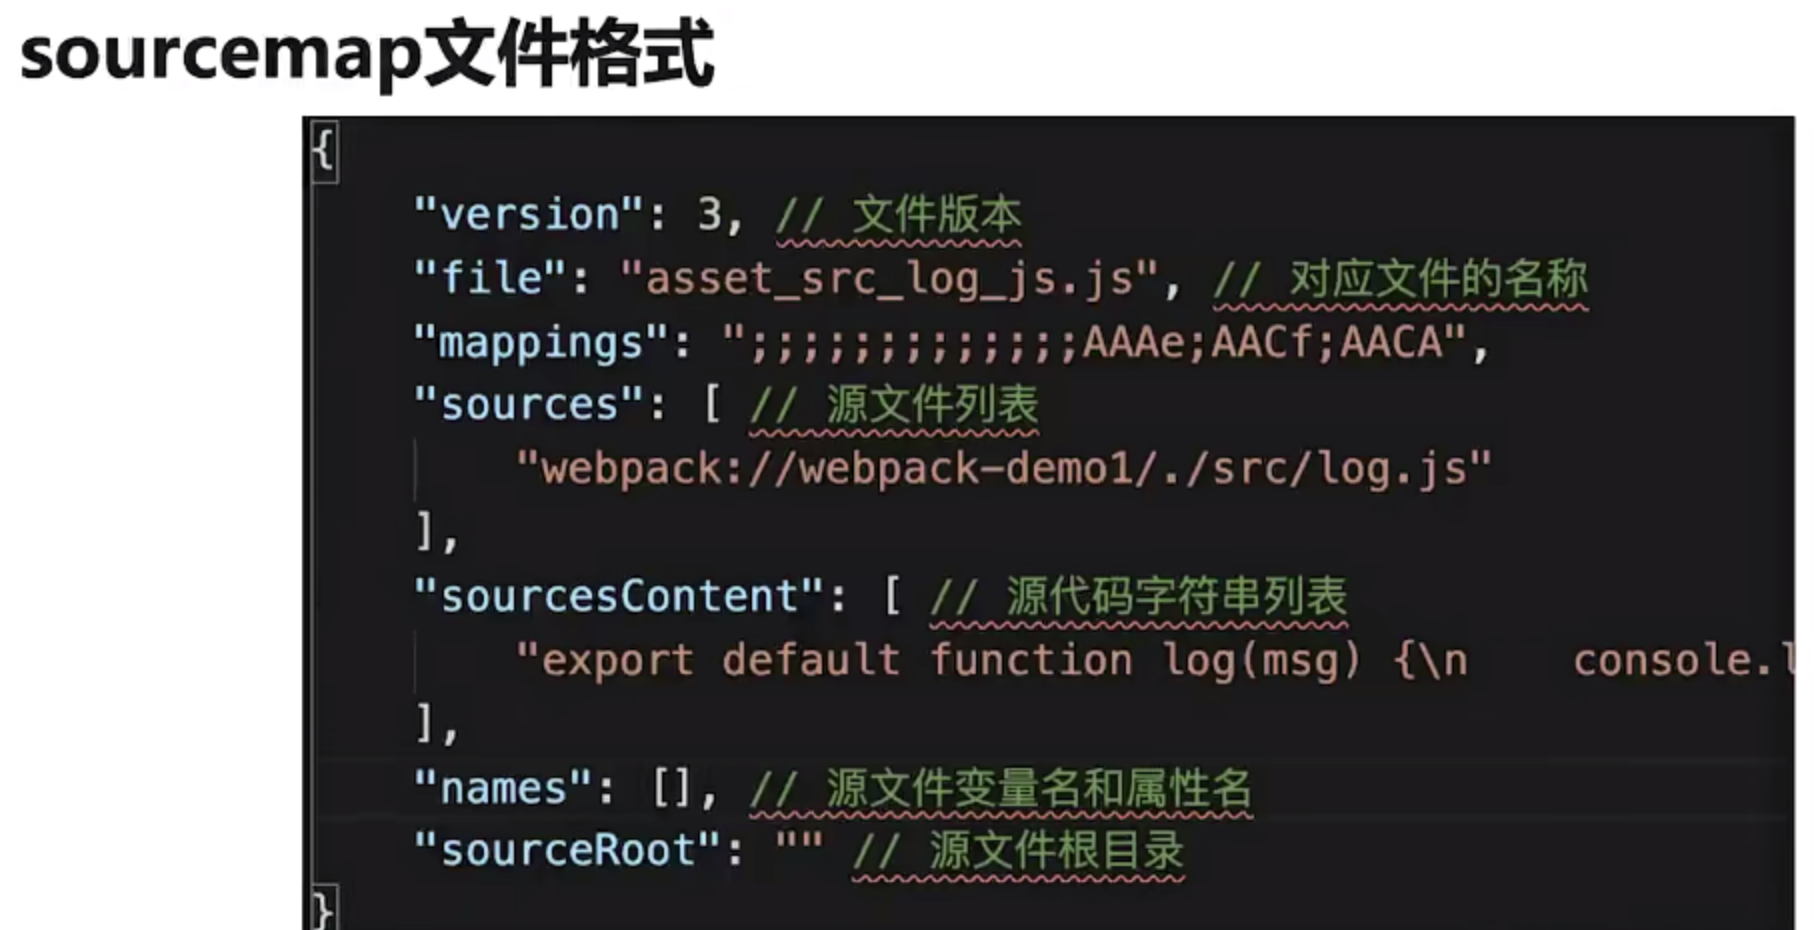 sourcemap文件格式
{
"version": 3, // 文件版本
"file": "asset_src_log_js.js", // 对应文件的名称
"mappings": ";;;;;;;;;;;;;AAAe;AACf;AACA",
"sources": [ // 源文件列表
"webpack://webpack-demo1/./src/log.js"
],
"sourcesContent": [ // 源代码字符串列表
"export default function log(msg) {\n    console.l
],
"names": [], // 源文件变量名和属性名
"sourceRoot": "" // 源文件根目录
}